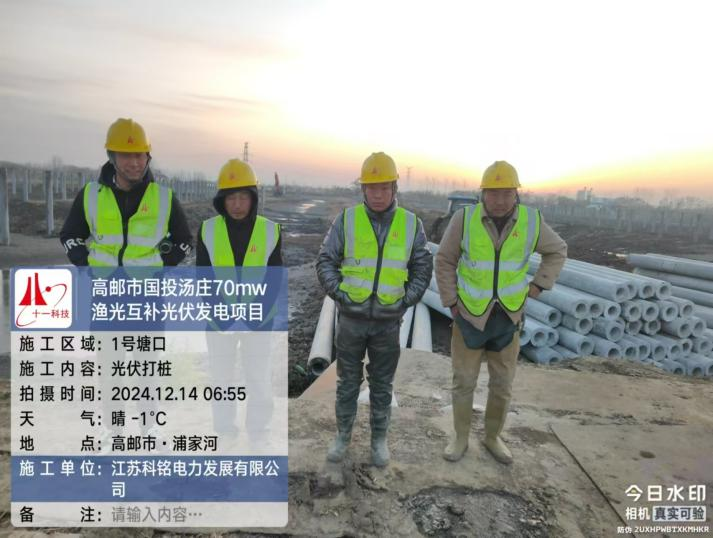 高邮市国投汤庄70mw
渔光互补光伏发电项目
十一科技
施工区域：1号塘口
施工内容：光伏打桩
拍摄时间：2024.12.14 06:55
天气：晴 -1℃
地点：高邮市·浦家河
施工单位：江苏科铭电力发展有限公
司
备注：请输入内容…
今日水印
相机 真实可验
防伪 2UXHPWBTXKMHKR